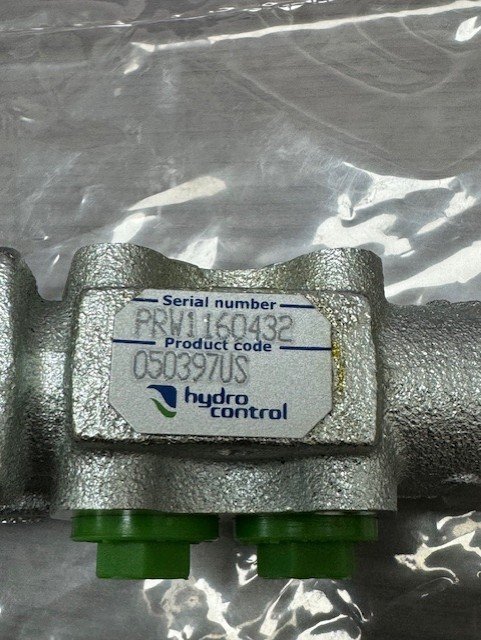 Serial number
PRW1160432
Product code
050397US
hydro
control